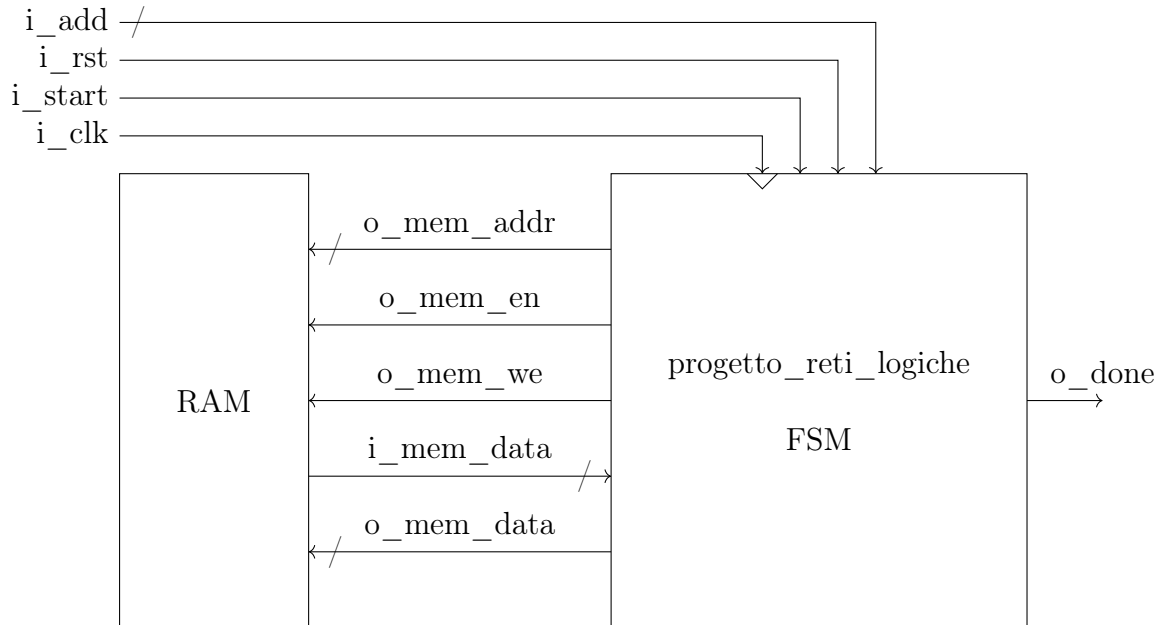 i_add
i_rst
i_start
i_clk
o_mem_addr
o_mem_en
o_mem_we
i_mem_data
o_mem_data
RAM
progetto_reti_logiche
FSM
o_done